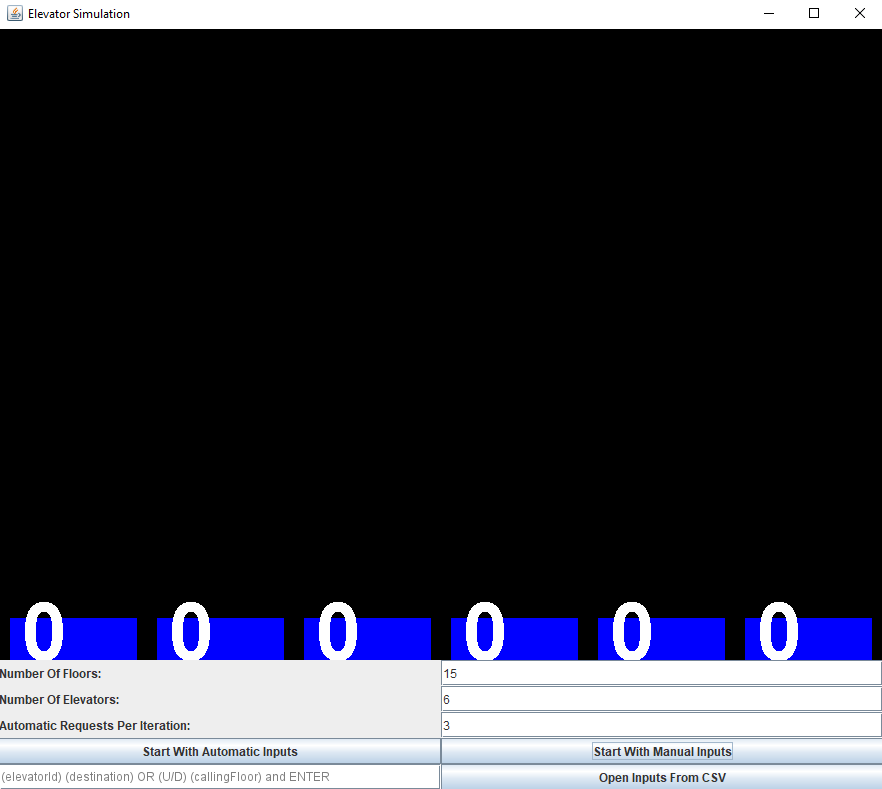 Elevator Simulation
0 0 0 0 0 0
Number Of Floors: 15
Number Of Elevators: 6
Automatic Requests Per Iteration: 3
Start With Automatic Inputs Start With Manual Inputs
(elevatorId) (destination) OR (U/D) (callingFloor) and ENTER Open Inputs From CSV